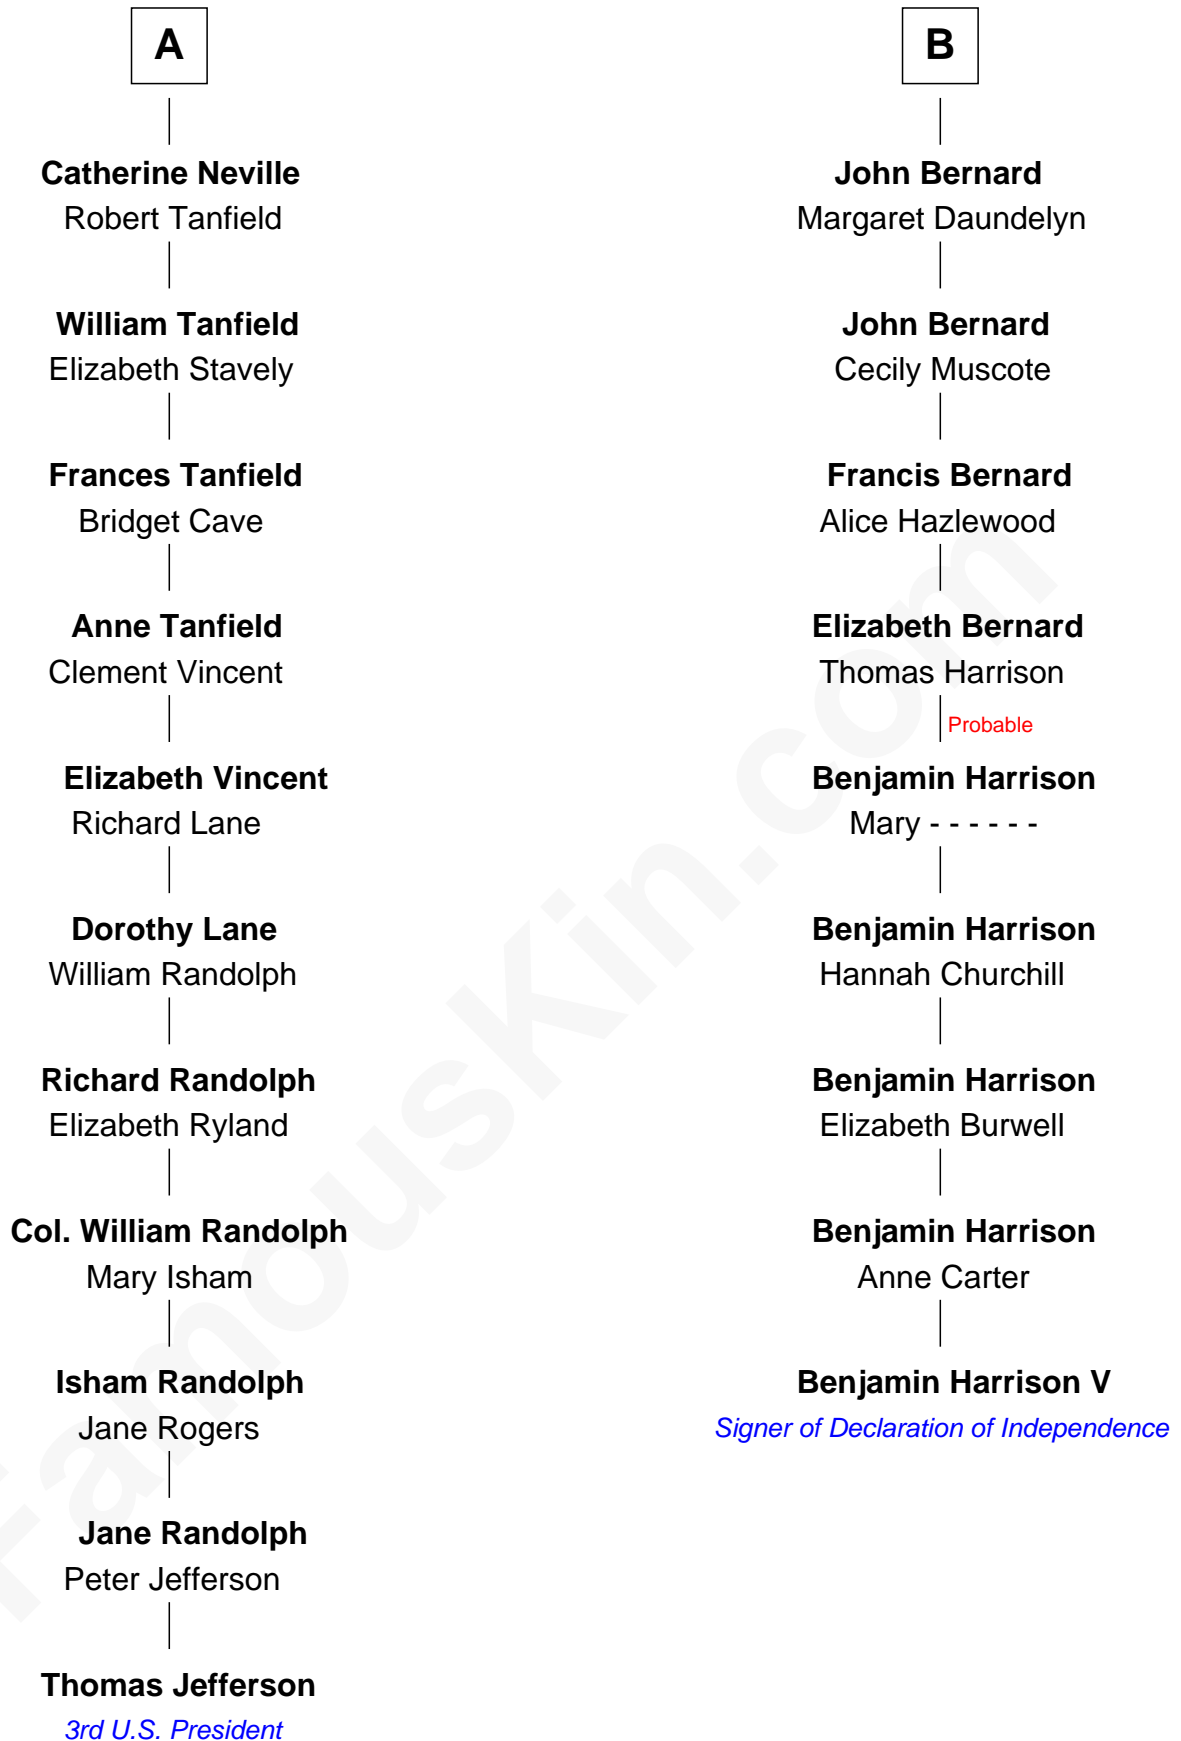 A
Catherine Neville
Robert Tanfield
William Tanfield
Elizabeth Stavely
Frances Tanfield
Bridget Cave
Anne Tanfield
Clement Vincent
Elizabeth Vincent
Richard Lane
Dorothy Lane
William Randolph
Richard Randolph
Elizabeth Ryland
Col. William Randolph
Mary Isham
Isham Randolph
Jane Rogers
Jane Randolph
Peter Jefferson
Thomas Jefferson
3rd U.S. President
B
John Bernard
Margaret Daundelyn
John Bernard
Cecily Muscote
Francis Bernard
Alice Hazlewood
Elizabeth Bernard
Thomas Harrison
Probable
Benjamin Harrison
Mary - - - - - -
Benjamin Harrison
Hannah Churchill
Benjamin Harrison
Elizabeth Burwell
Benjamin Harrison
Anne Carter
Benjamin Harrison V
Signer of Declaration of Independence
FamousKin.com